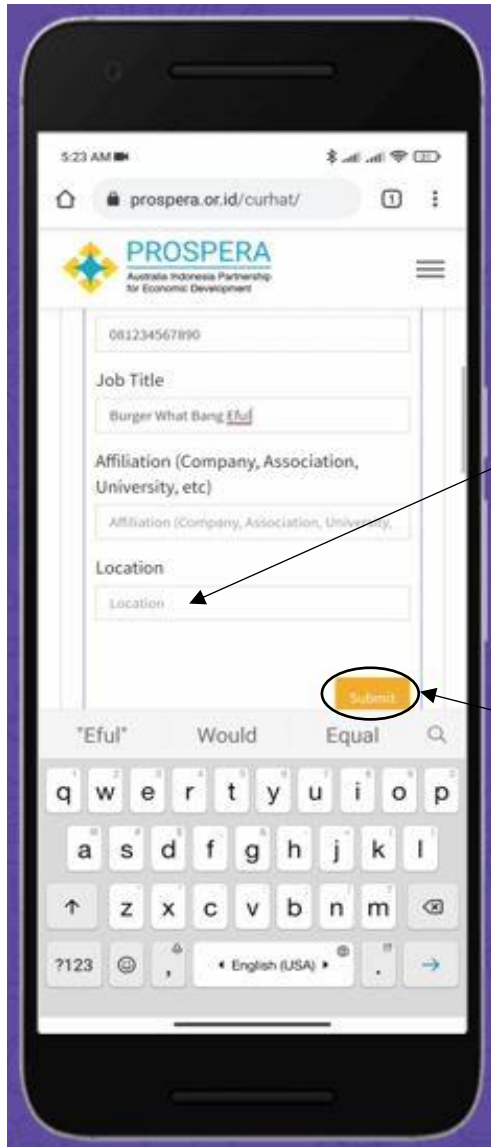 5:23 AM
prospera.or.id/curhat/
1
PROSPERA
Australia Indonesia Partnership
for Economic Development
081234567890
Job Title
Burger What Bang Eful
Affiliation (Company, Association,
University, etc)
Affiliation (Company, Association, University,
Location
Location
Submit
"Eful" Would Equal
q w e r t y u i o p
a s d f g h j k l
z x c v b n m
?123 , English (USA) .